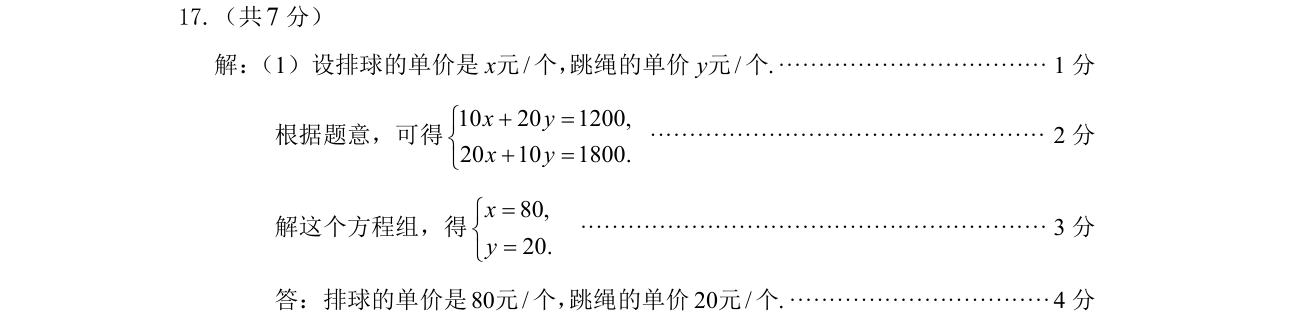 17.（共 7 分）
解：（1）设排球的单价是 x元/个，跳绳的单价 y元/个. ……………………………… 1 分
根据题意，可得 {10x+20y=1200, 20x+10y=1800. ……………………………………………… 2 分
解这个方程组，得 {x=80, y=20. ……………………………………………………… 3 分
答：排球的单价是80元/个，跳绳的单价20元/个. ……………………………… 4 分